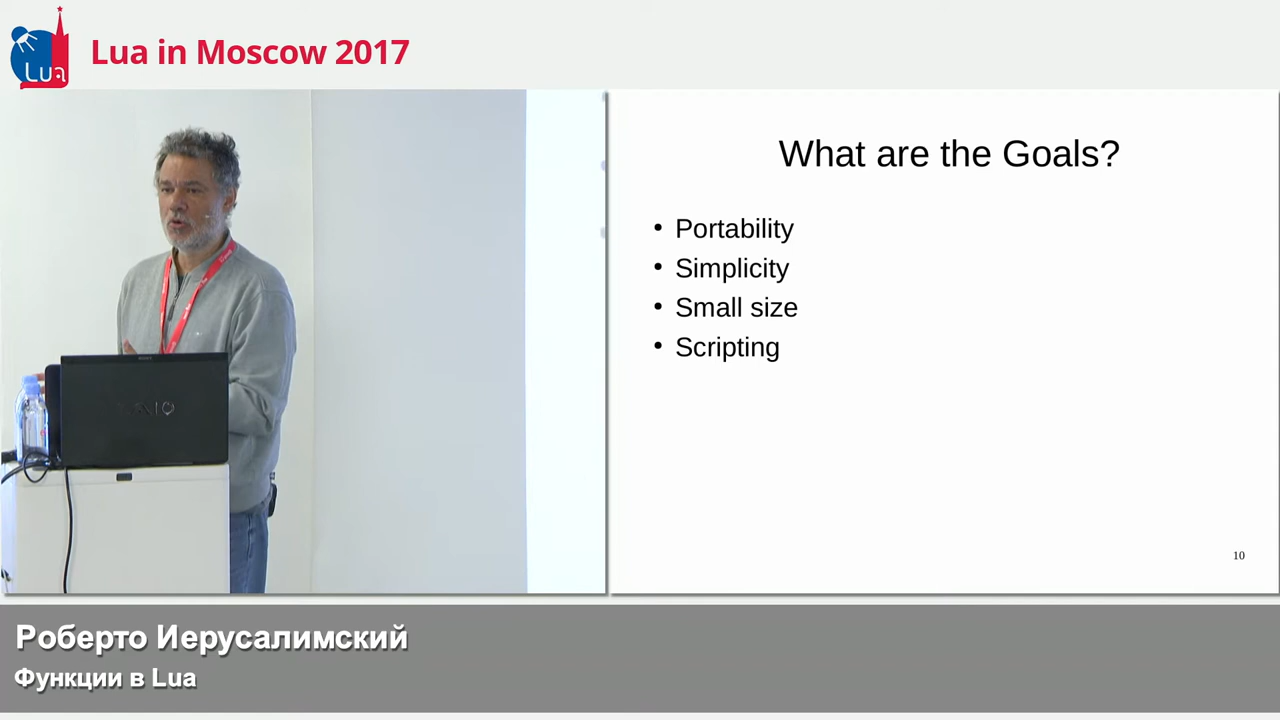 Lua
Lua in Moscow 2017
What are the Goals?
• Portability
• Simplicity
• Small size
• Scripting
VAIO
10
Роберто Иерусалимский
Функции в Lua